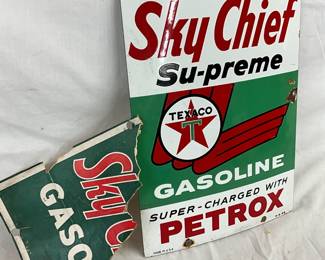 Sky Chief
Su-preme
TEXACO
T
GASOLINE
SUPER-CHARGED WITH
PETROX
Sky C
GASO